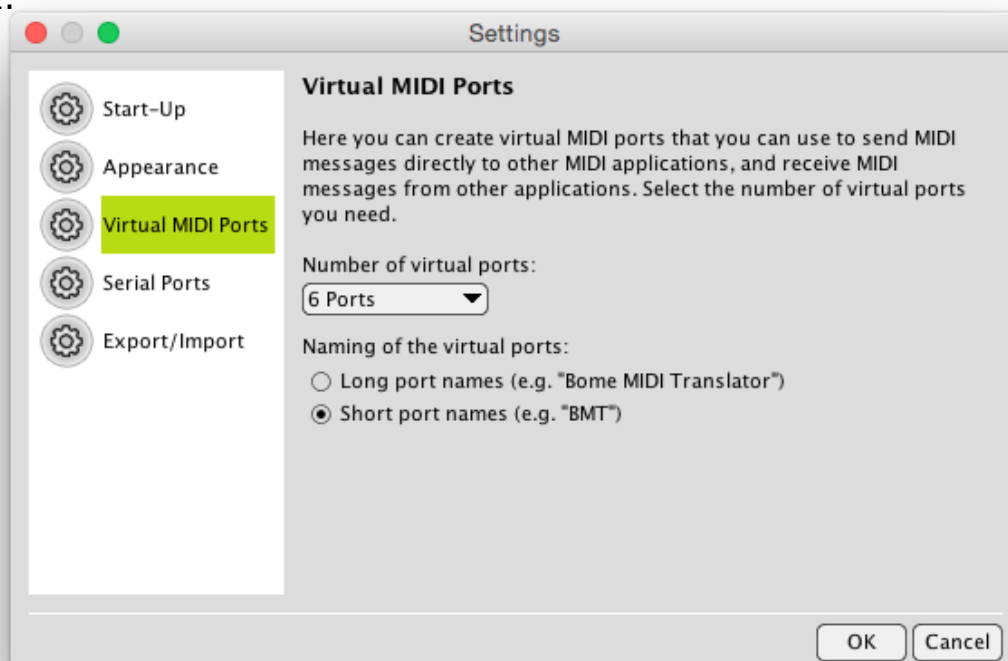 Settings
Start-Up
Appearance
Virtual MIDI Ports
Serial Ports
Export/Import
Virtual MIDI Ports
Here you can create virtual MIDI ports that you can use to send MIDI
messages directly to other MIDI applications, and receive MIDI
messages from other applications. Select the number of virtual ports
you need.
Number of virtual ports:
6 Ports
Naming of the virtual ports:
Long port names (e.g. "Bome MIDI Translator")
Short port names (e.g. "BMT")
OK
Cancel